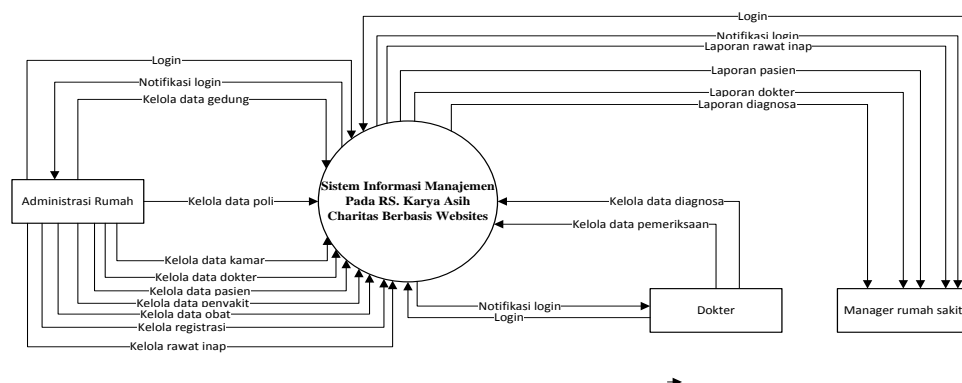 Login
Notifikasi login
Laporan rawat inap
Login
Laporan pasien
Notifikasi login
Laporan dokter
Kelola data gedung
Laporan diagnosa
Sistem Informasi Manajemen
Pada RS. Karya Asih
Charitas Berbasis Websites
Administrasi Rumah
Kelola data poli
Kelola data diagnosa
Kelola data pemeriksaan
Kelola data kamar
Kelola data dokter
Kelola data pasien
Kelola data penyakit
Kelola data obat
Kelola registrasi
Kelola rawat inap
Notifikasi login
Login
Dokter
Manager rumah sakit